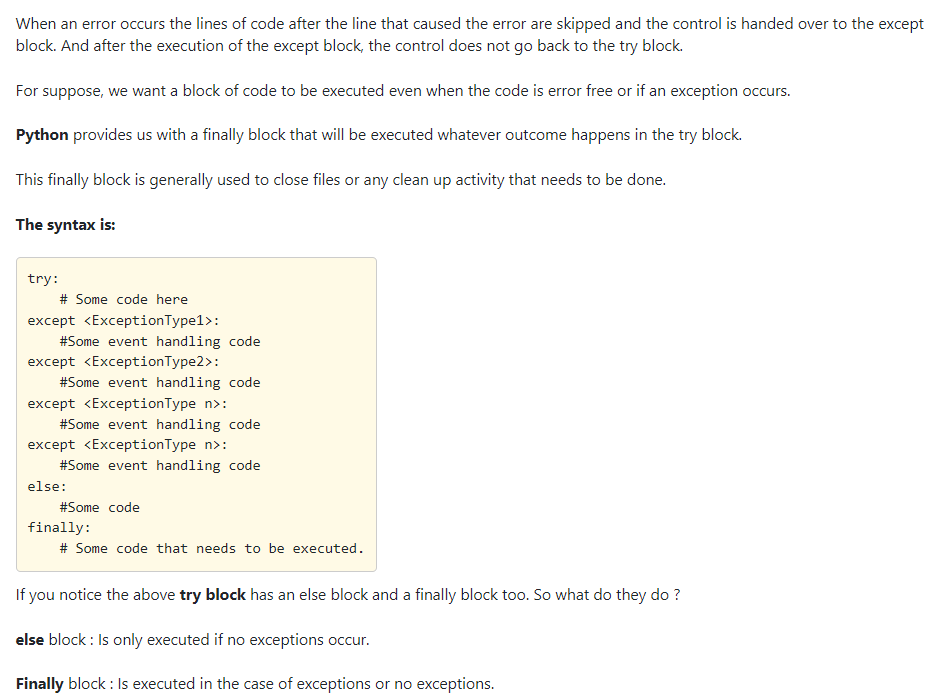 When an error occurs the lines of code after the line that caused the error are skipped and the control is handed over to the except
block. And after the execution of the except block, the control does not go back to the try block.
For suppose, we want a block of code to be executed even when the code is error free or if an exception occurs.
Python provides us with a finally block that will be executed whatever outcome happens in the try block.
This finally block is generally used to close files or any clean up activity that needs to be done.
The syntax is:
try:
    # Some code here
except <ExceptionType1>:
    #Some event handling code
except <ExceptionType2>:
    #Some event handling code
except <ExceptionType n>:
    #Some event handling code
except <ExceptionType n>:
    #Some event handling code
else:
    #Some code
finally:
    # Some code that needs to be executed.
If you notice the above try block has an else block and a finally block too. So what do they do ?
else block : Is only executed if no exceptions occur.
Finally block : Is executed in the case of exceptions or no exceptions.